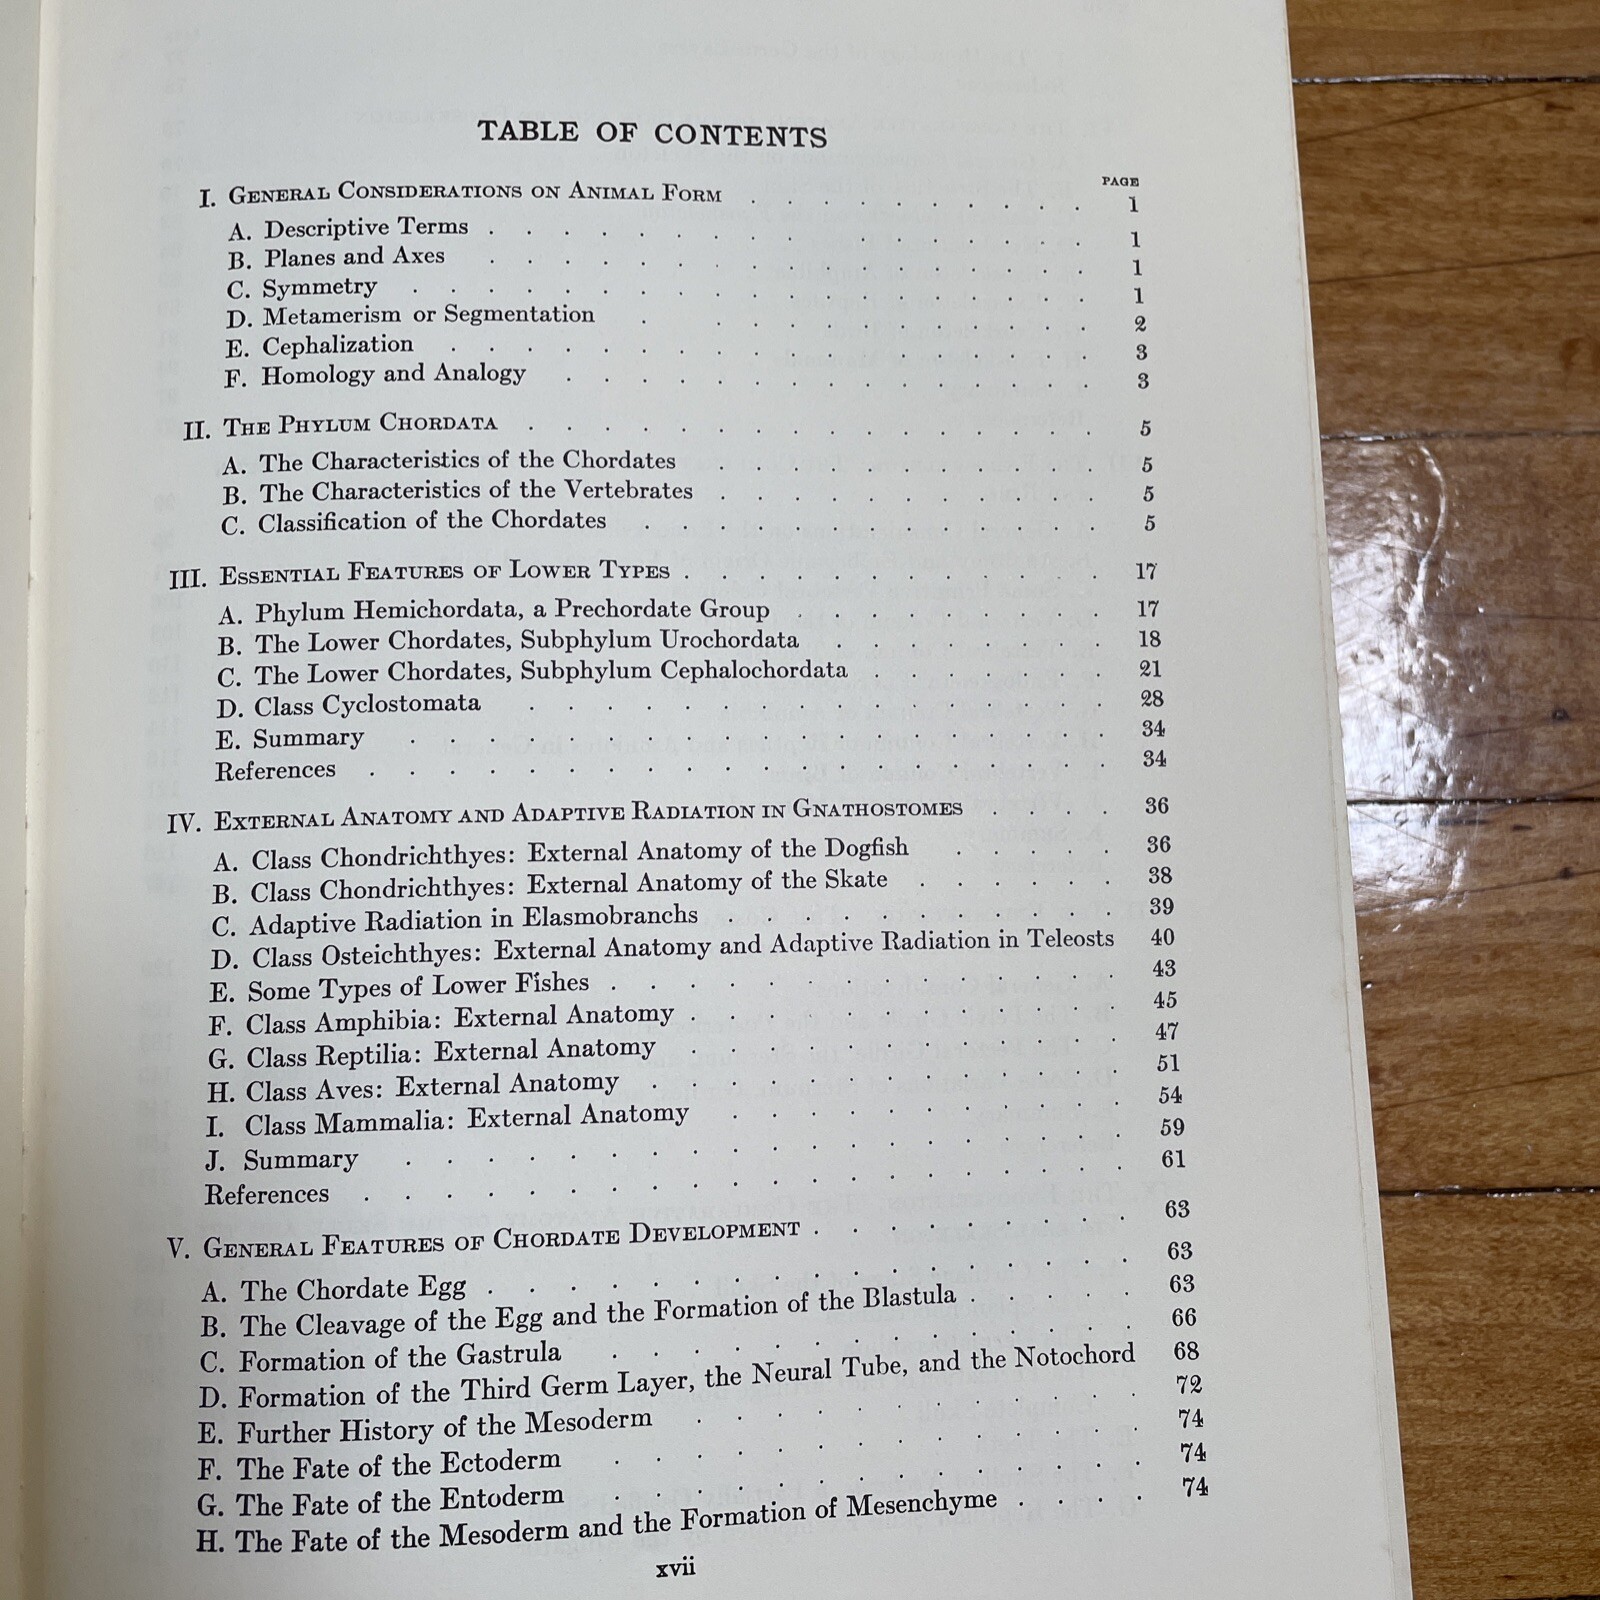 TABLE OF CONTENTS
PAGE
I. GENERAL CONSIDERATIONS ON ANIMAL FORM . . . . . . . . . . 1
A. Descriptive Terms . . . . . . . . . . . . . . . . 1
B. Planes and Axes . . . . . . . . . . . . . . . . 1
C. Symmetry . . . . . . . . . . . . . . . . . . 1
D. Metamerism or Segmentation . . . . . . . . . . . . 2
E. Cephalization . . . . . . . . . . . . . . . . . 3
F. Homology and Analogy . . . . . . . . . . . . . . 3
II. THE PHYLUM CHORDATA . . . . . . . . . . . . . . . 5
A. The Characteristics of the Chordates . . . . . . . . . . 5
B. The Characteristics of the Vertebrates . . . . . . . . . . 5
C. Classification of the Chordates . . . . . . . . . . . . 5
III. ESSENTIAL FEATURES OF LOWER TYPES . . . . . . . . . . . 17
A. Phylum Hemichordata, a Prechordate Group . . . . . . . . 17
B. The Lower Chordates, Subphylum Urochordata . . . . . . . 18
C. The Lower Chordates, Subphylum Cephalochordata . . . . . . 21
D. Class Cyclostomata . . . . . . . . . . . . . . . 28
E. Summary . . . . . . . . . . . . . . . . . . 34
References . . . . . . . . . . . . . . . . . . . 34
IV. EXTERNAL ANATOMY AND ADAPTIVE RADIATION IN GNATHOSTOMES . . . . 36
A. Class Chondrichthyes: External Anatomy of the Dogfish . . . . . 36
B. Class Chondrichthyes: External Anatomy of the Skate . . . . . . 38
C. Adaptive Radiation in Elasmobranchs . . . . . . . . . . 39
D. Class Osteichthyes: External Anatomy and Adaptive Radiation in Teleosts 40
E. Some Types of Lower Fishes . . . . . . . . . . . . . 43
F. Class Amphibia: External Anatomy . . . . . . . . . . . 45
G. Class Reptilia: External Anatomy . . . . . . . . . . . 47
H. Class Aves: External Anatomy . . . . . . . . . . . . 51
I. Class Mammalia: External Anatomy . . . . . . . . . . 54
J. Summary . . . . . . . . . . . . . . . . . . 59
References . . . . . . . . . . . . . . . . . . . 61
V. GENERAL FEATURES OF CHORDATE DEVELOPMENT . . . . . . . . . 63
A. The Chordate Egg . . . . . . . . . . . . . . . . 63
B. The Cleavage of the Egg and the Formation of the Blastula . . . . . 63
C. Formation of the Gastrula . . . . . . . . . . . . . 66
D. Formation of the Third Germ Layer, the Neural Tube, and the Notochord 68
E. Further History of the Mesoderm . . . . . . . . . . . 72
F. The Fate of the Ectoderm . . . . . . . . . . . . . 74
G. The Fate of the Entoderm . . . . . . . . . . . . . 74
H. The Fate of the Mesoderm and the Formation of Mesenchyme . . . . 74
xvii